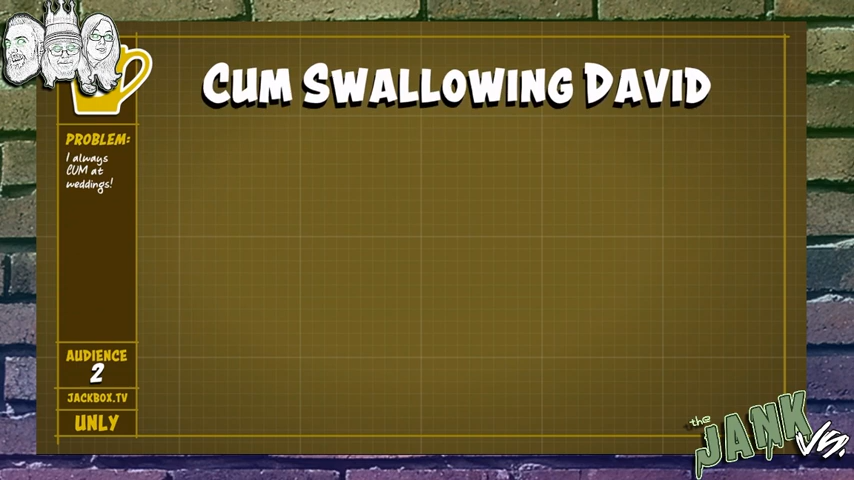 Cum Swallowing David
PROBLEM:
I always
CUM at
weddings!
AUDIENCE
2
JACKBOX.TV
UNLY
the
JANK
VS.